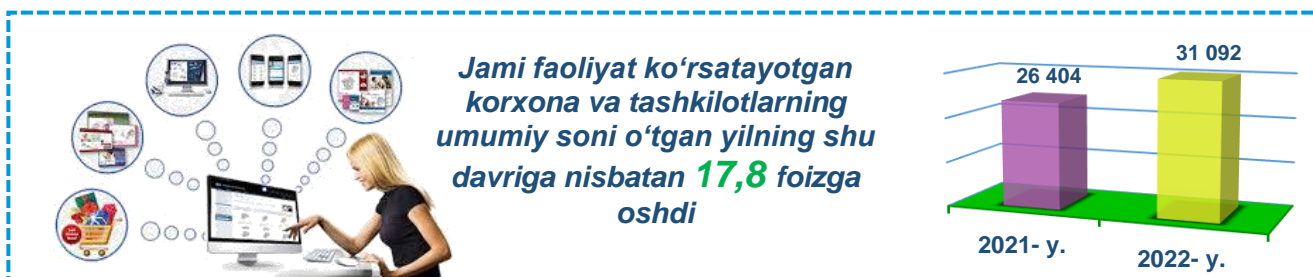 Jami faoliyat ko‘rsatayotgan
korxona va tashkilotlarning
umumiy soni o‘tgan yilning shu
davriga nisbatan 17,8 foizga
oshdi
26 404
31 092
2021- y.
2022- y.